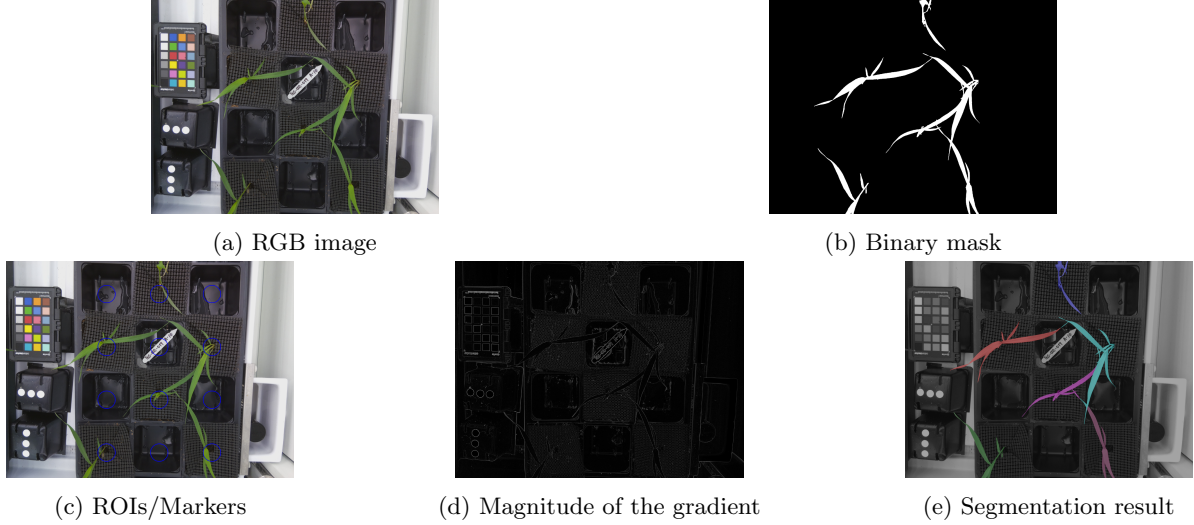 (a) RGB image
(b) Binary mask
(c) ROIs/Markers
(d) Magnitude of the gradient
(e) Segmentation result